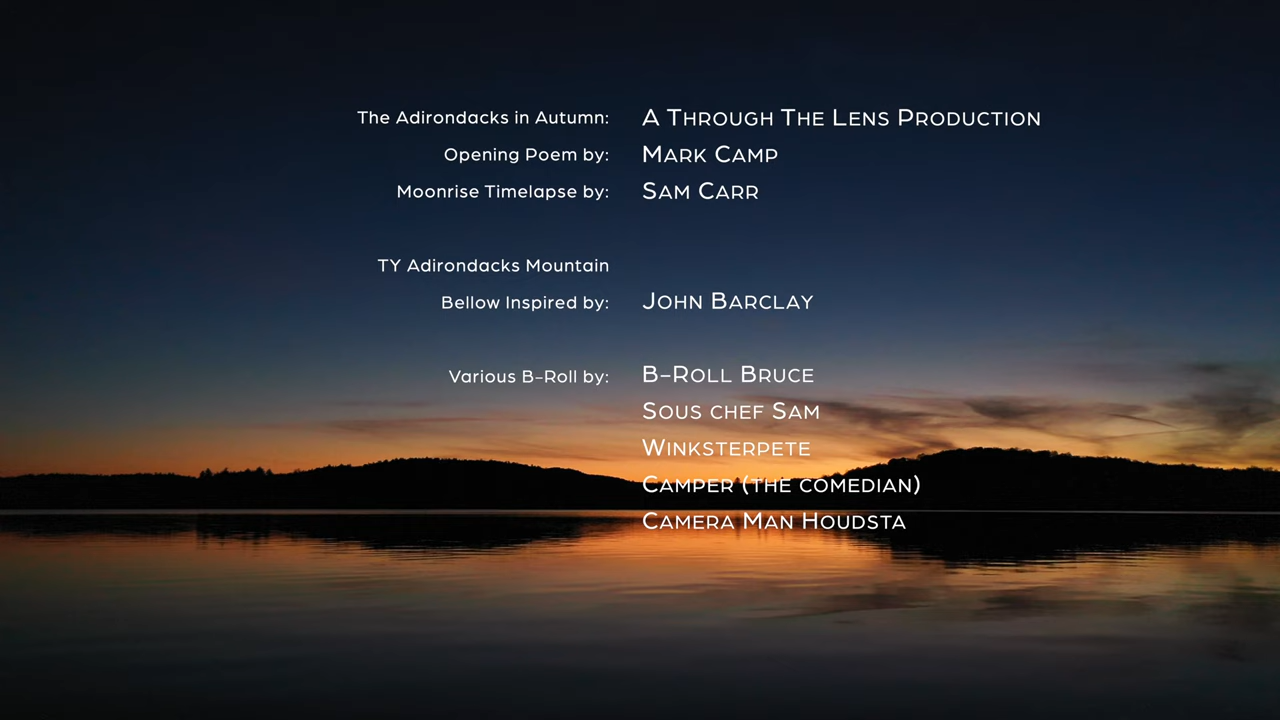 The Adirondacks in Autumn: A Through The Lens Production
Opening Poem by: Mark Camp
Moonrise Timelapse by: Sam Carr
TY Adirondacks Mountain
Bellow Inspired by: John Barclay
Various B-Roll by: B-Roll Bruce
Sous chef Sam
Winksterpete
Camper (the comedian)
Camera Man Houdsta